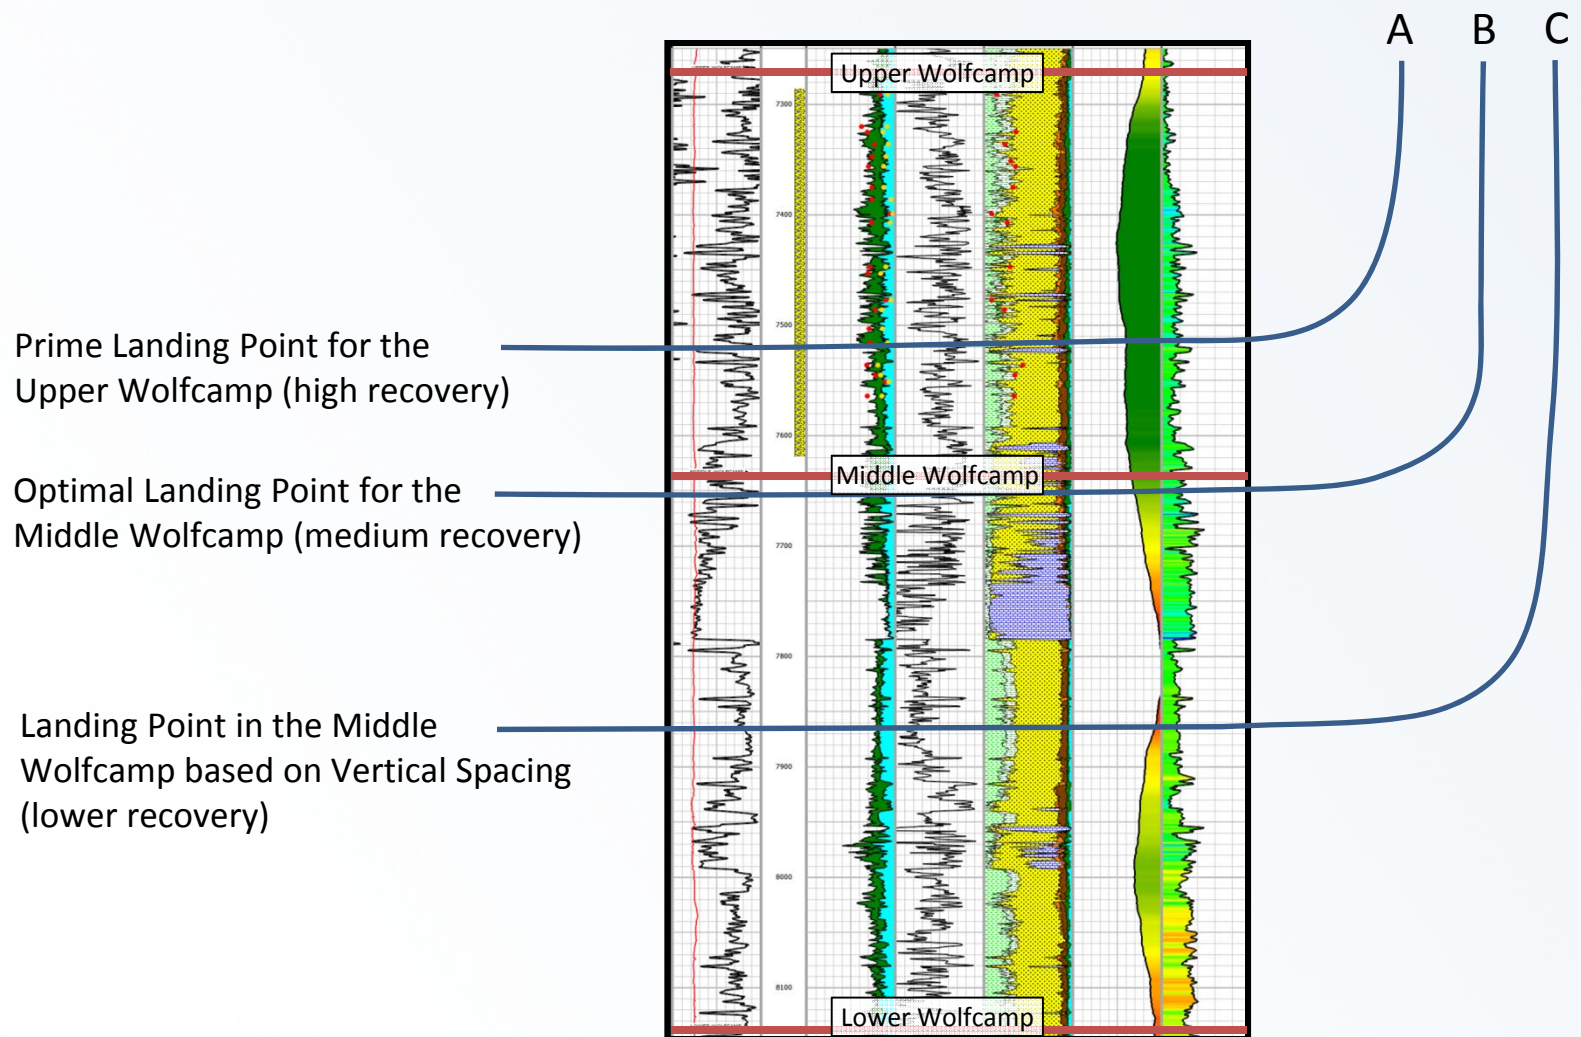 A B C
Upper Wolfcamp
7300
7400
7500
Prime Landing Point for the
Upper Wolfcamp (high recovery)
7600
Middle Wolfcamp
Optimal Landing Point for the
Middle Wolfcamp (medium recovery)
7700
7800
Landing Point in the Middle
Wolfcamp based on Vertical Spacing
(lower recovery)
7900
8000
8100
Lower Wolfcamp